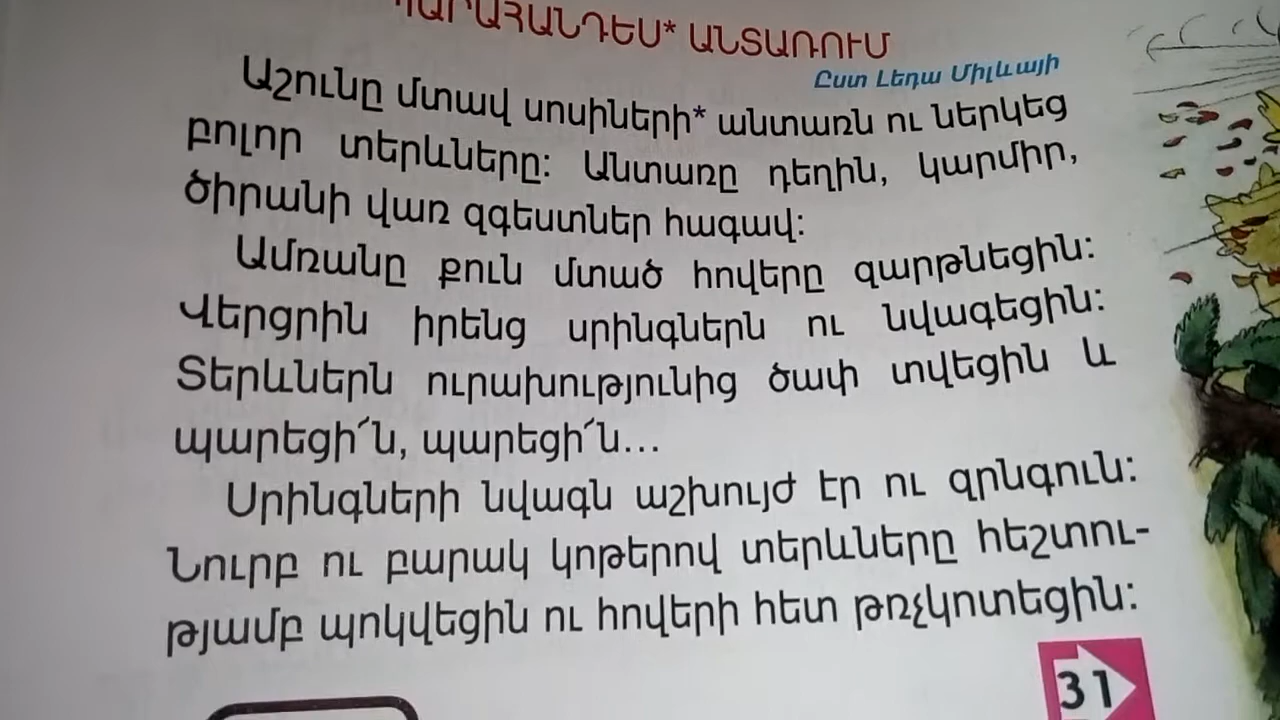 ՊԱՐԱՀԱՆԴԵՍ* ԱՆՏԱՌՈՒՄ
Ըստ Լեդա Միլևայի
Աշունը մտավ սոսիների* անտառն ու ներկեց
բոլոր տերևները: Անտառը դեղին, կարմիր,
ծիրանի վառ զգեստներ հագավ:
Ամռանը քուն մտած հովերը զարթնեցին:
Վերցրին իրենց սրինգներն ու նվագեցին:
Տերևներն ուրախությունից ծափ տվեցին և
պարեցի՜ն, պարեցի՜ն...
Սրինգների նվագն աշխույժ էր ու զրնգուն:
Նուրբ ու բարակ կոթերով տերևները հեշտու-
թյամբ պոկվեցին ու հովերի հետ թռչկոտեցին:
31